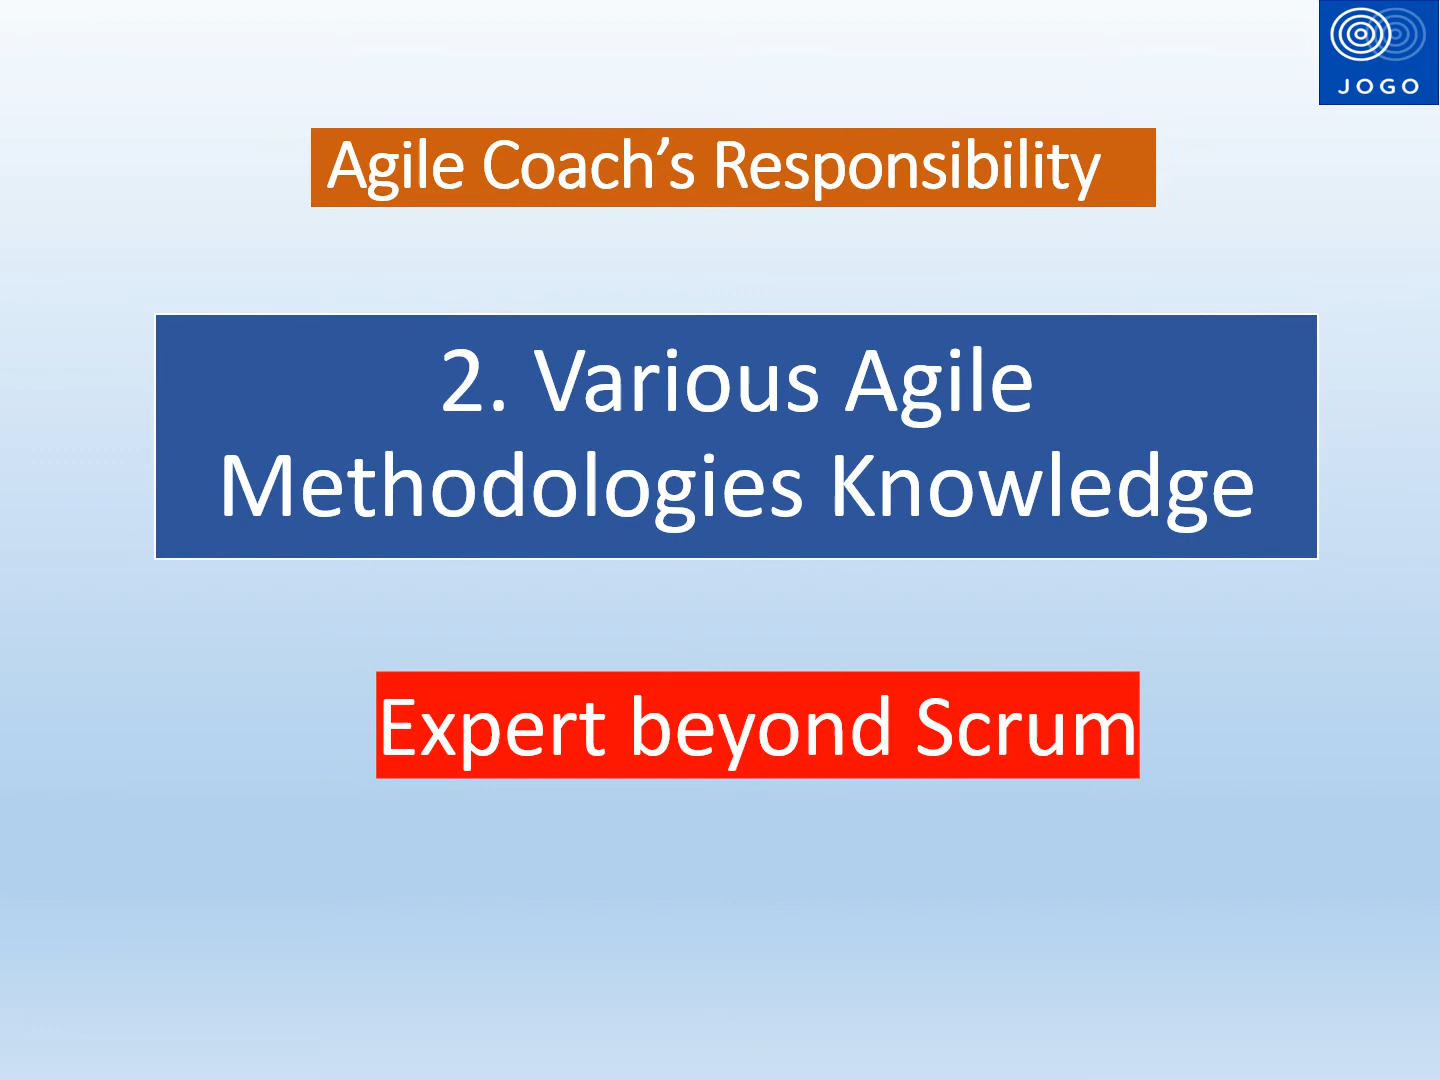 JOGO
Agile Coach’s Responsibility
2. Various Agile
Methodologies Knowledge
Expert beyond Scrum